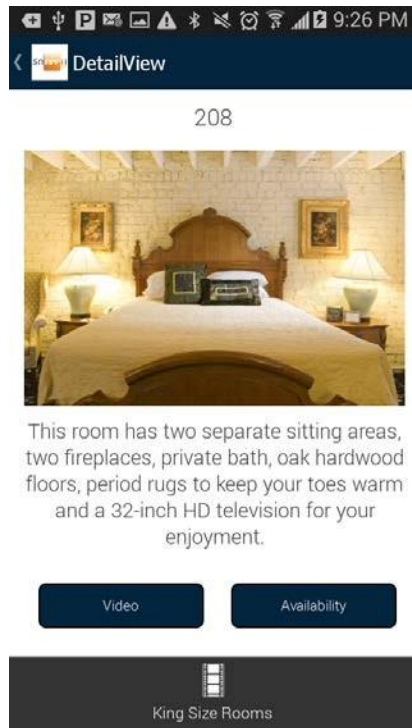 9:26 PM
DetailView
208
This room has two separate sitting areas,
two fireplaces, private bath, oak hardwood
floors, period rugs to keep your toes warm
and a 32-inch HD television for your
enjoyment.
Video
Availability
King Size Rooms